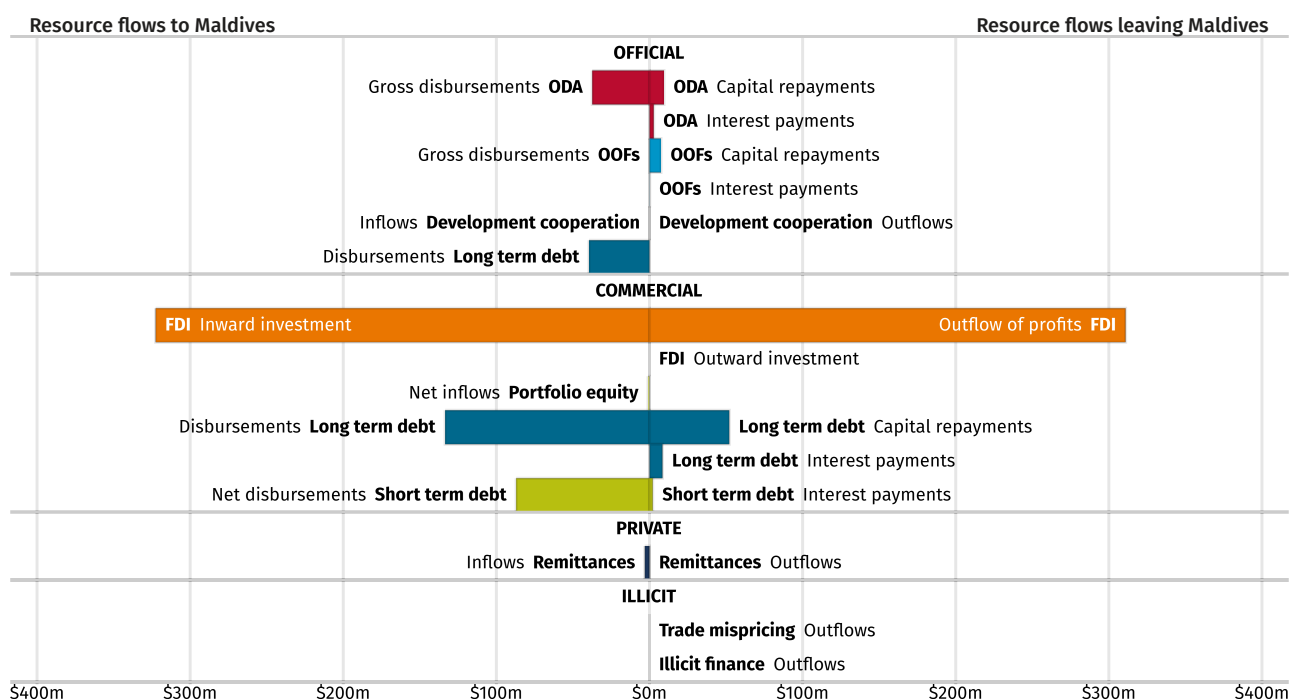 Resource flows to Maldives Resource flows leaving Maldives
OFFICIAL
Gross disbursements ODA ODA Capital repayments
ODA Interest payments
Gross disbursements OOFs OOFs Capital repayments
OOFs Interest payments
Inflows Development cooperation Development cooperation Outflows
Disbursements Long term debt
COMMERCIAL
FDI Inward investment Outflow of profits FDI
FDI Outward investment
Net inflows Portfolio equity
Disbursements Long term debt Long term debt Capital repayments
Long term debt Interest payments
Net disbursements Short term debt Short term debt Interest payments
PRIVATE
Inflows Remittances Remittances Outflows
ILLICIT
Trade mispricing Outflows
Illicit finance Outflows
$400m $300m $200m $100m $0m $100m $200m $300m $400m